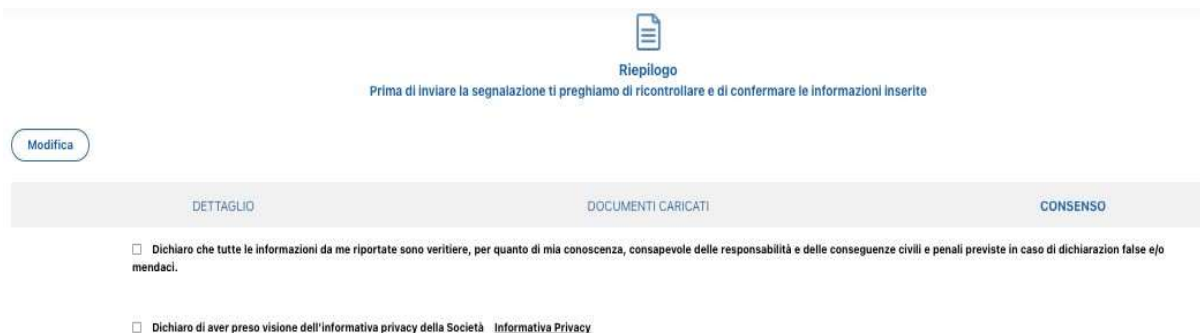 Riepilogo
Prima di inviare la segnalazione ti preghiamo di ricontrollare e di confermare le informazioni inserite
Modifica
DETTAGLIO DOCUMENTI CARICATI CONSENSO
Dichiaro che tutte le informazioni da me riportate sono veritiere, per quanto di mia conoscenza, consapevole delle responsabilità e delle conseguenze civili e penali previste in caso di dichiarazion false e/o
mendaci.
Dichiaro di aver preso visione dell'informativa privacy della Società Informativa Privacy